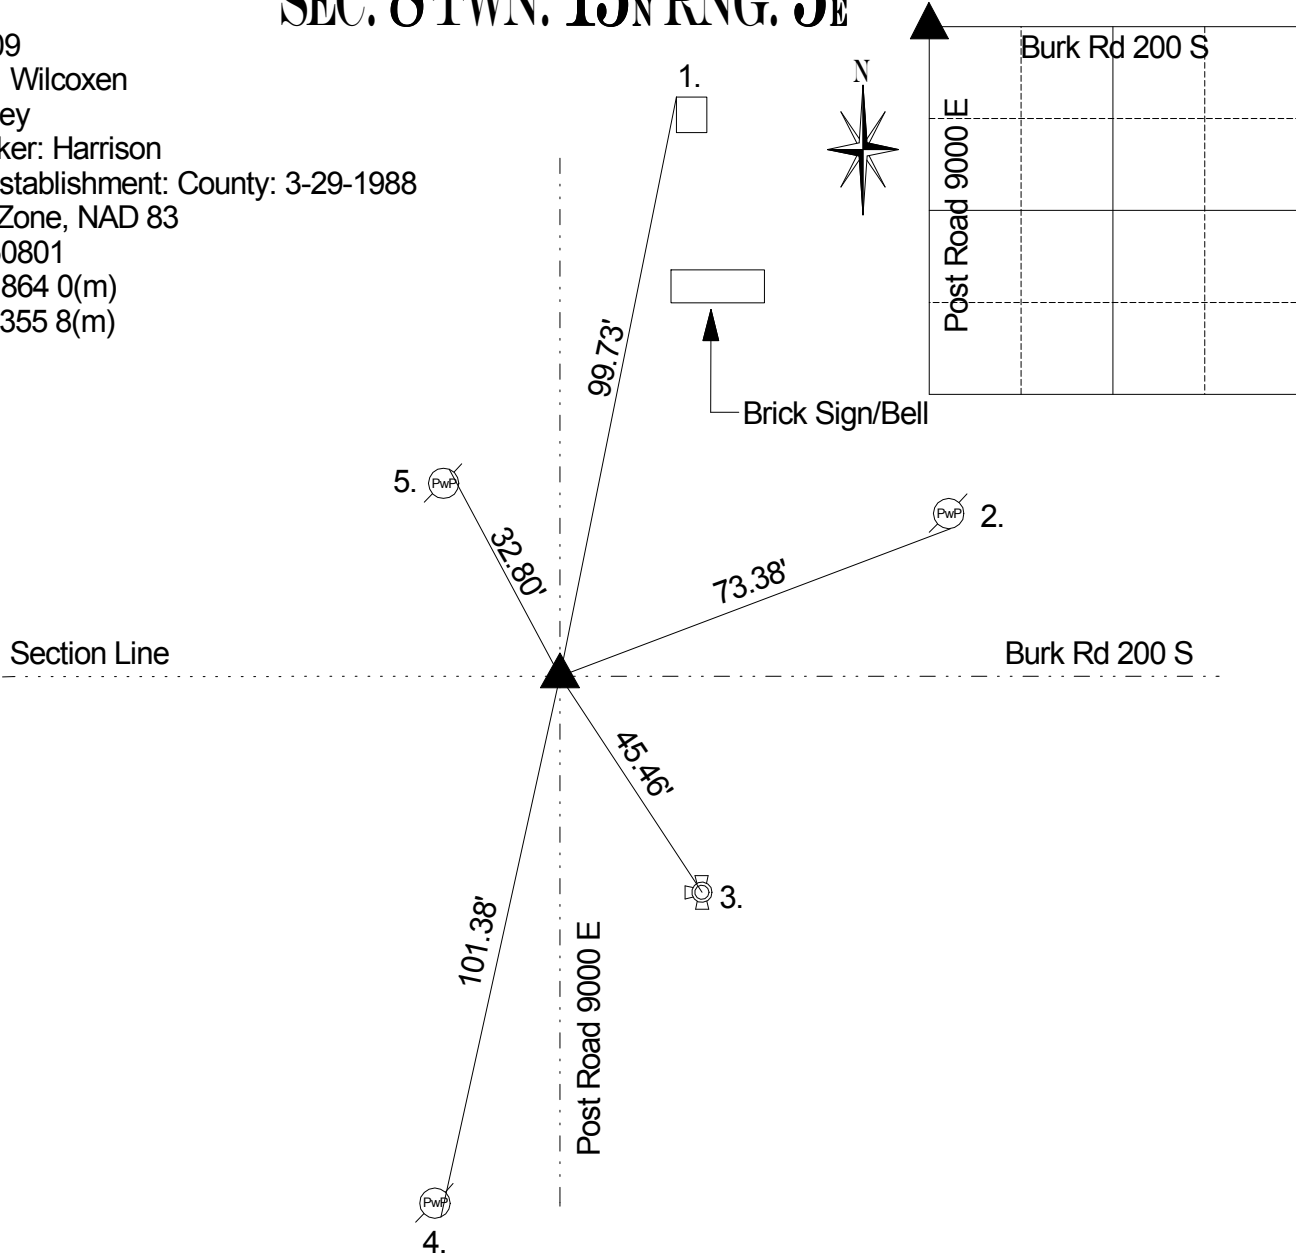 SEC. 8 TWN. 15N RNG. 5E
09
Wilcoxen
ey
ker: Harrison
stablishment: County: 3-29-1988
Zone, NAD 83
0801
864 0(m)
355 8(m)
N
Burk Rd 200 S
Post Road 9000 E
1.
99.73'
Brick Sign/Bell
5.
PwP
32.80'
PwP
2.
73.38'
Section Line
Burk Rd 200 S
45.46'
3.
101.38'
Post Road 9000 E
PwP
4.